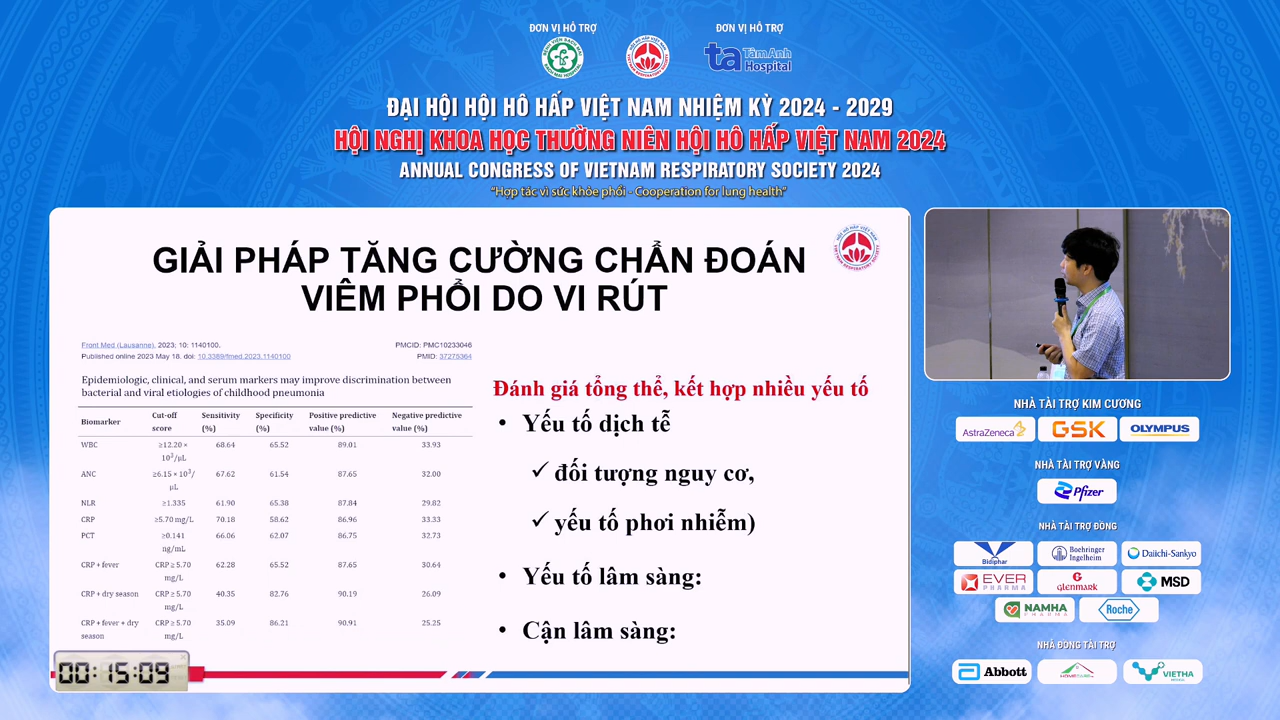 ĐƠN VỊ HỖ TRỢ
ĐƠN VỊ HỖ TRỢ
ta TâmAnh Hospital
ĐẠI HỘI HỘI HÔ HẤP VIỆT NAM NHIỆM KỲ 2024 - 2029
HỘI NGHỊ KHOA HỌC THƯỜNG NIÊN HỘI HÔ HẤP VIỆT NAM 2024
ANNUAL CONGRESS OF VIETNAM RESPIRATORY SOCIETY 2024
"Hợp tác vì sức khỏe phổi - Cooperation for lung health"
GIẢI PHÁP TĂNG CƯỜNG CHẨN ĐOÁN
VIÊM PHỔI DO VI RÚT
Front Med (Lausanne). 2023; 10: 1140100. PMCID: PMC10233046
Published online 2023 May 18. doi: 10.3389/fmed.2023.1140100 PMID: 37275364
Epidemiologic, clinical, and serum markers may improve discrimination between
bacterial and viral etiologies of childhood pneumonia
Biomarker Cut-off score Sensitivity (%) Specificity (%) Positive predictive value (%) Negative predictive value (%)
WBC ≥12.20 × 10³/μL 68.64 65.52 89.01 33.93
ANC ≥6.15 × 10³/μL 67.62 61.54 87.65 32.00
NLR ≥1.335 61.90 65.38 87.84 29.82
CRP ≥5.70 mg/L 70.18 58.62 86.96 33.33
PCT ≥0.141 ng/mL 66.06 62.07 86.75 32.73
CRP + fever CRP ≥ 5.70 mg/L 62.28 65.52 87.65 30.64
CRP + dry season CRP ≥ 5.70 mg/L 40.35 82.76 90.19 26.09
CRP + fever + dry season CRP ≥ 5.70 mg/L 35.09 86.21 90.91 25.25
Đánh giá tổng thể, kết hợp nhiều yếu tố
• Yếu tố dịch tễ
✓ đối tượng nguy cơ,
✓ yếu tố phơi nhiễm)
• Yếu tố lâm sàng:
• Cận lâm sàng:
00:15:09
NHÀ TÀI TRỢ KIM CƯƠNG
AstraZeneca GSK OLYMPUS
NHÀ TÀI TRỢ VÀNG
Pfizer
NHÀ TÀI TRỢ ĐỒNG
Bidiphar Boehringer Ingelheim Daiichi-Sankyo
EVER PHARMA GLENMARK MSD
NAMHA PHARMA Roche
NHÀ ĐỒNG TÀI TRỢ
Abbott HOMECARE VIETHA